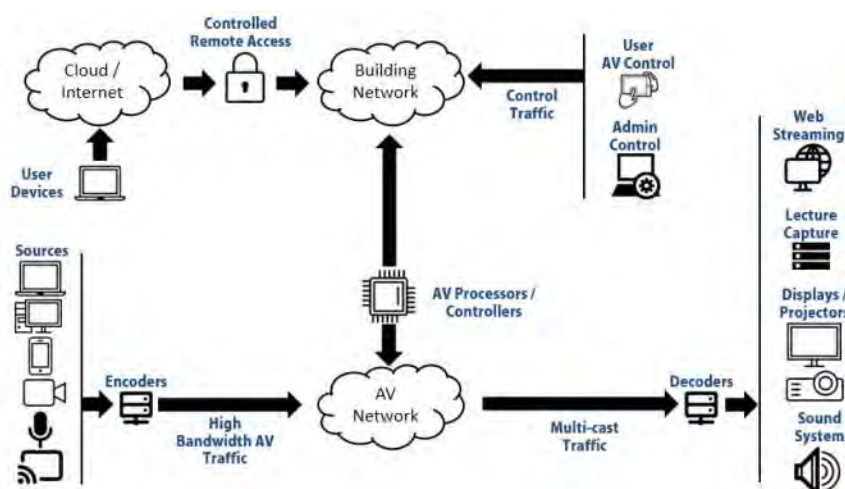 Controlled
Remote Access
Cloud /
Internet
Building
Network
User
AV Control
Control
Traffic
Admin
Control
User
Devices
Web
Streaming
Lecture
Capture
Sources
AV Processors /
Controllers
Displays /
Projectors
Encoders
AV
Network
Decoders
High
Bandwidth AV
Traffic
Multi-cast
Traffic
Sound
System